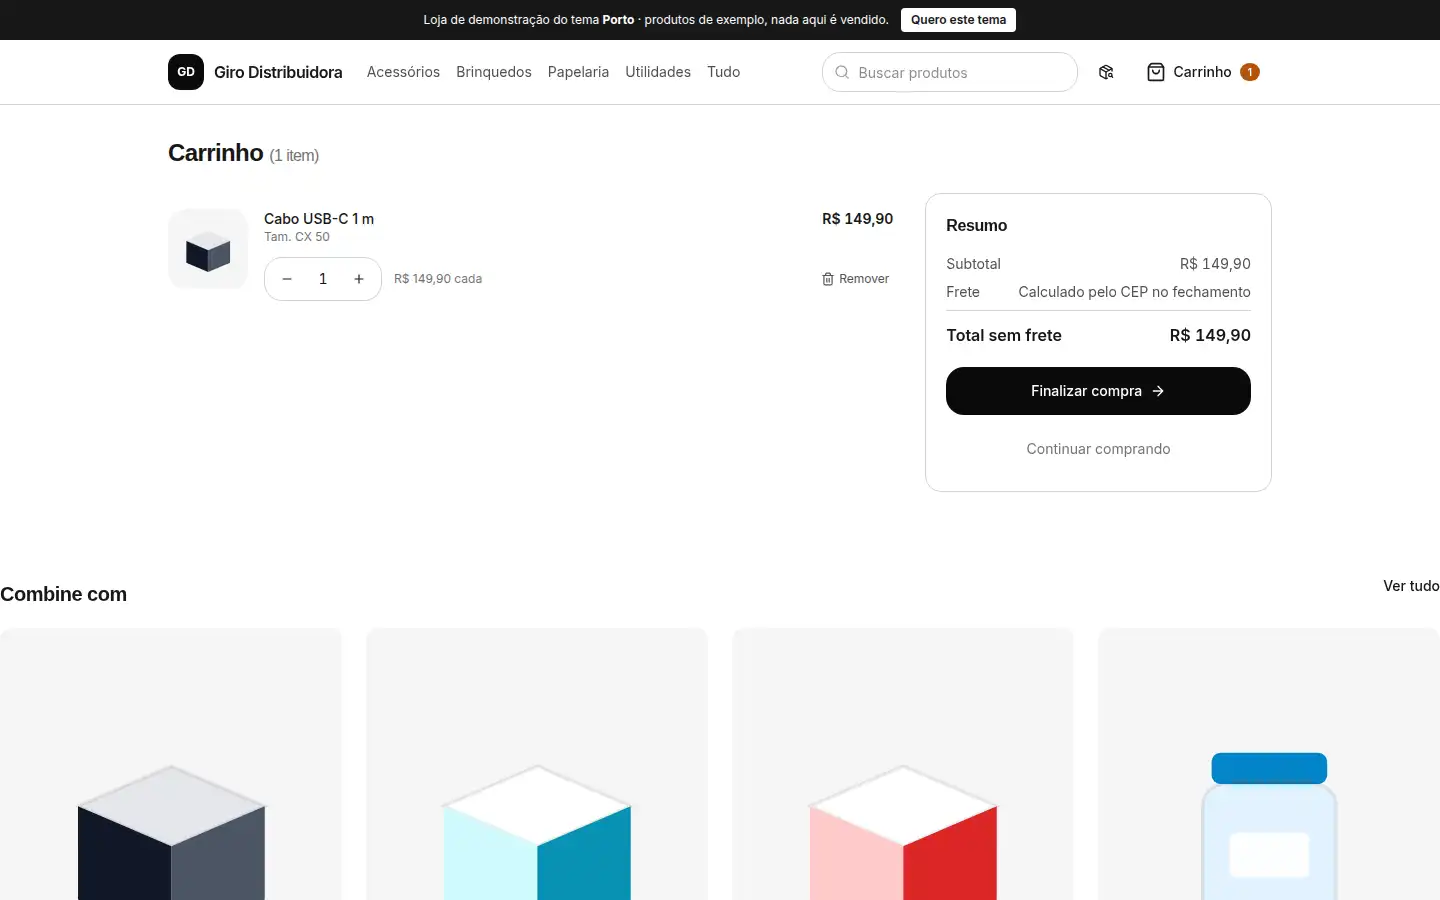 Loja de demonstração do tema Porto · produtos de exemplo, nada aqui é vendido. Quero este tema
GD Giro Distribuidora Acessórios Brinquedos Papelaria Utilidades Tudo Buscar produtos Carrinho 1
Carrinho (1 item)
Cabo USB-C 1 m R$ 149,90
Tam. CX 50
− 1 + R$ 149,90 cada Remover
Resumo
Subtotal R$ 149,90
Frete Calculado pelo CEP no fechamento
Total sem frete R$ 149,90
Finalizar compra →
Continuar comprando
Combine com Ver tudo